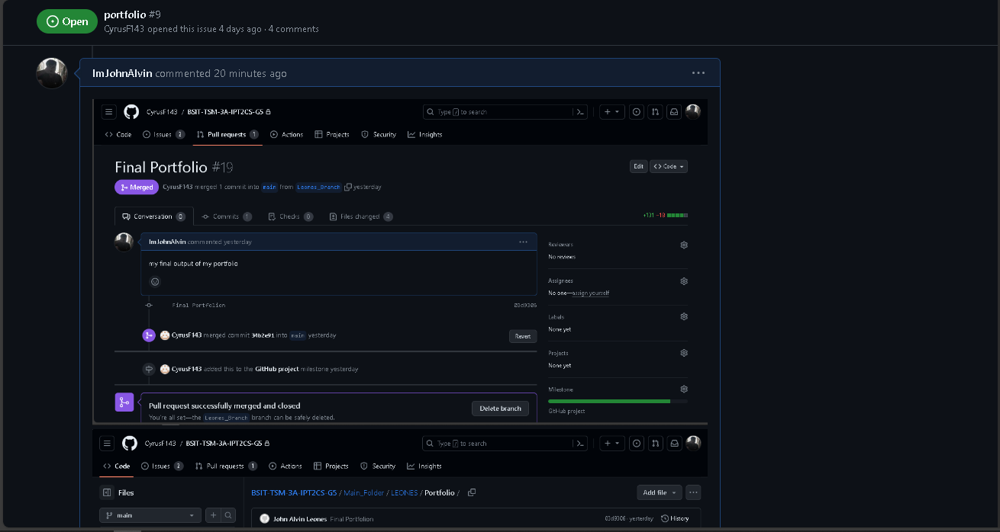 Open
portfolio #9
CyrusF143 opened this issue 4 days ago · 4 comments
ImJohnAlvin commented 20 minutes ago
CyrusF143 / BSIT-TSM-3A-IPT2CS-G5
Type / to search
Code Issues 2 Pull requests 1 Actions Projects Security Insights
Final Portfolio #19
Edit Code
Merged CyrusF143 merged 1 commit into main from Leones_Branch yesterday
Conversation 0 Commits 1 Checks 0 Files changed 4
+131 −18
ImJohnAlvin commented yesterday
my final output of my portfolio
Final Portfolion 03d9306
CyrusF143 merged commit 34b2e91 into main yesterday
Revert
CyrusF143 added this to the GitHub project milestone yesterday
Pull request successfully merged and closed
You're all set—the Leones_Branch branch can be safely deleted.
Delete branch
Reviewers
No reviews
Assignees
No one—assign yourself
Labels
None yet
Projects
None yet
Milestone
GitHub project
CyrusF143 / BSIT-TSM-3A-IPT2CS-G5
Type / to search
Code Issues 2 Pull requests 1 Actions Projects Security Insights
Files
main
BSIT-TSM-3A-IPT2CS-G5 / Main_Folder / LEONES / Portfolio /
Add file
John Alvin Leones Final Portfolion
03d9306 · yesterday History